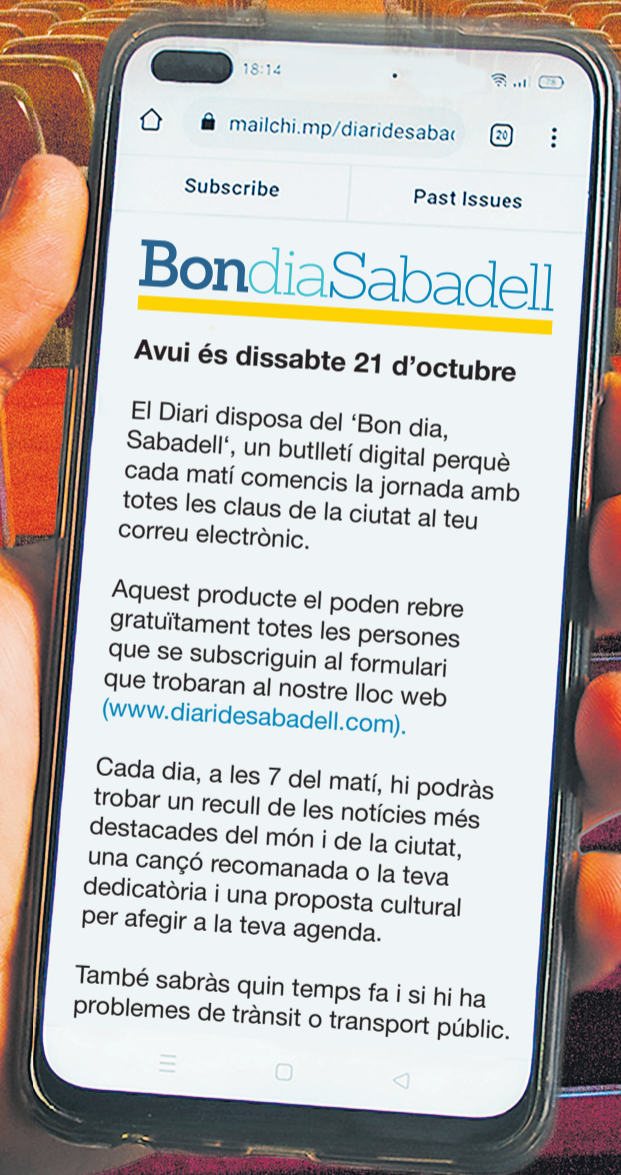 18:14
78
mailchi.mp/diaridesabad
20
Subscribe
Past Issues
BondiaSabadell
Avui és dissabte 21 d’octubre
El Diari disposa del ‘Bon dia,
Sabadell‘, un butlletí digital perquè
cada matí comencis la jornada amb
totes les claus de la ciutat al teu
correu electrònic.
Aquest producte el poden rebre
gratuïtament totes les persones
que se subscriguin al formulari
que trobaran al nostre lloc web
(www.diaridesabadell.com).
Cada dia, a les 7 del matí, hi podràs
trobar un recull de les notícies més
destacades del món i de la ciutat,
una cançó recomanada o la teva
dedicatòria i una proposta cultural
per afegir a la teva agenda.
També sabràs quin temps fa i si hi ha
problemes de trànsit o transport públic.